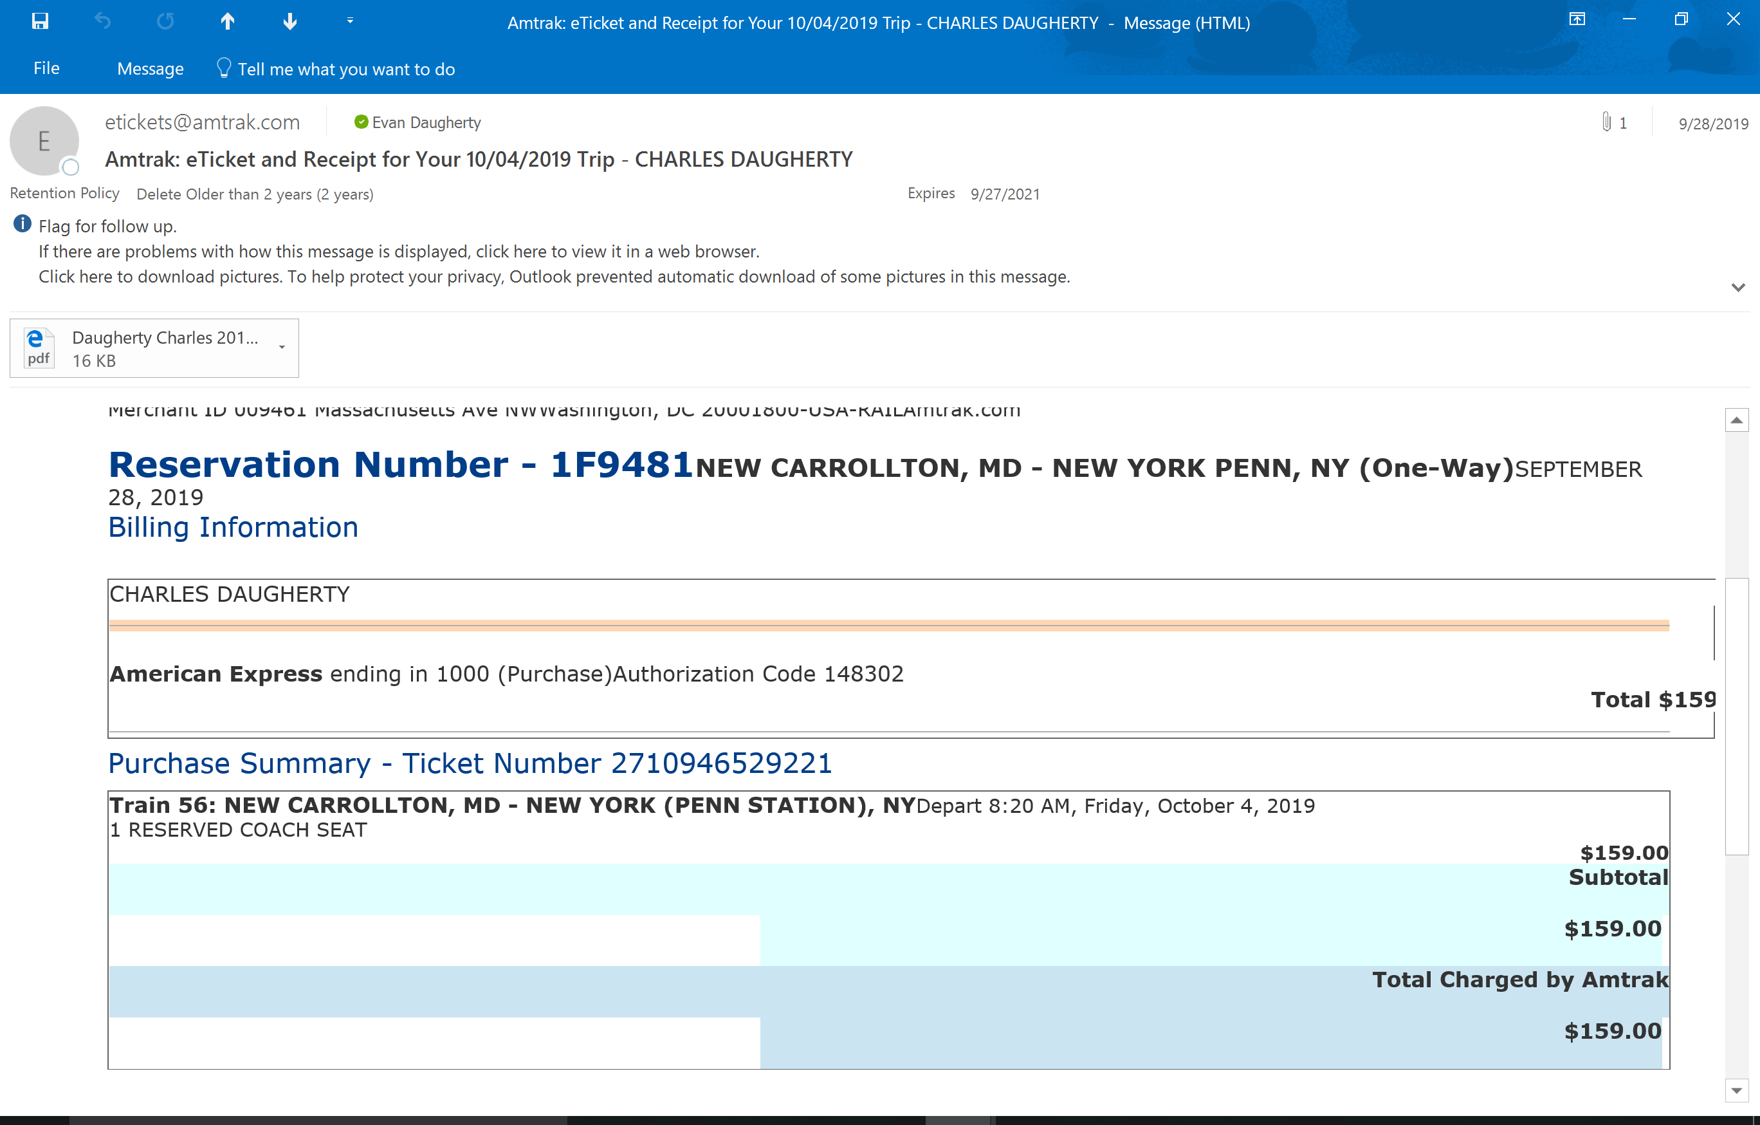 Amtrak: eTicket and Receipt for Your 10/04/2019 Trip - CHARLES DAUGHERTY - Message (HTML)
File Message Tell me what you want to do
E
etickets@amtrak.com Evan Daugherty 1 9/28/2019
Amtrak: eTicket and Receipt for Your 10/04/2019 Trip - CHARLES DAUGHERTY
Retention Policy Delete Older than 2 years (2 years) Expires 9/27/2021
Flag for follow up.
If there are problems with how this message is displayed, click here to view it in a web browser.
Click here to download pictures. To help protect your privacy, Outlook prevented automatic download of some pictures in this message.
Daugherty Charles 201...
pdf 16 KB
Merchant ID 009461 Massachusetts Ave NWWashington, DC 20001800-USA-RAILAmtrak.com
Reservation Number - 1F9481NEW CARROLLTON, MD - NEW YORK PENN, NY (One-Way)SEPTEMBER
28, 2019
Billing Information
CHARLES DAUGHERTY
American Express ending in 1000 (Purchase)Authorization Code 148302
Total $159
Purchase Summary - Ticket Number 2710946529221
Train 56: NEW CARROLLTON, MD - NEW YORK (PENN STATION), NYDepart 8:20 AM, Friday, October 4, 2019
1 RESERVED COACH SEAT
$159.00
Subtotal
$159.00
Total Charged by Amtrak
$159.00